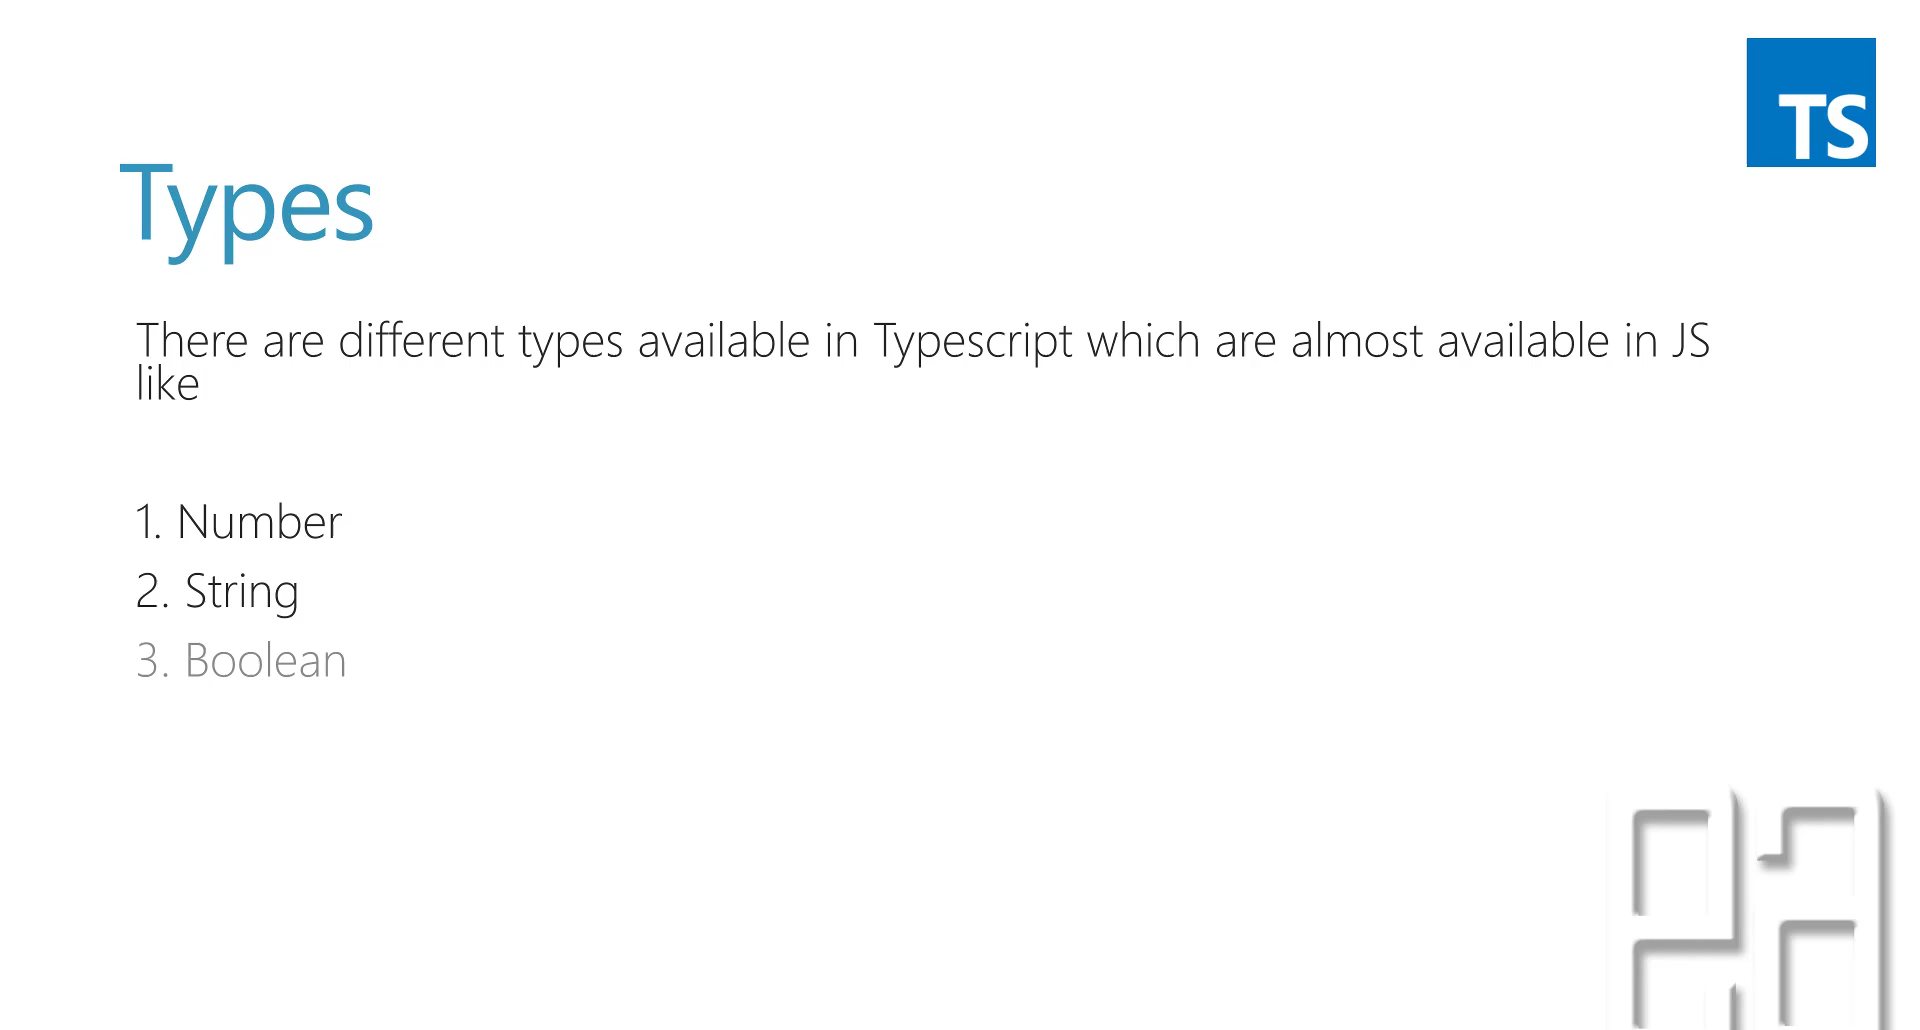 TS
Types
There are different types available in Typescript which are almost available in JS
like
1. Number
2. String
3. Boolean